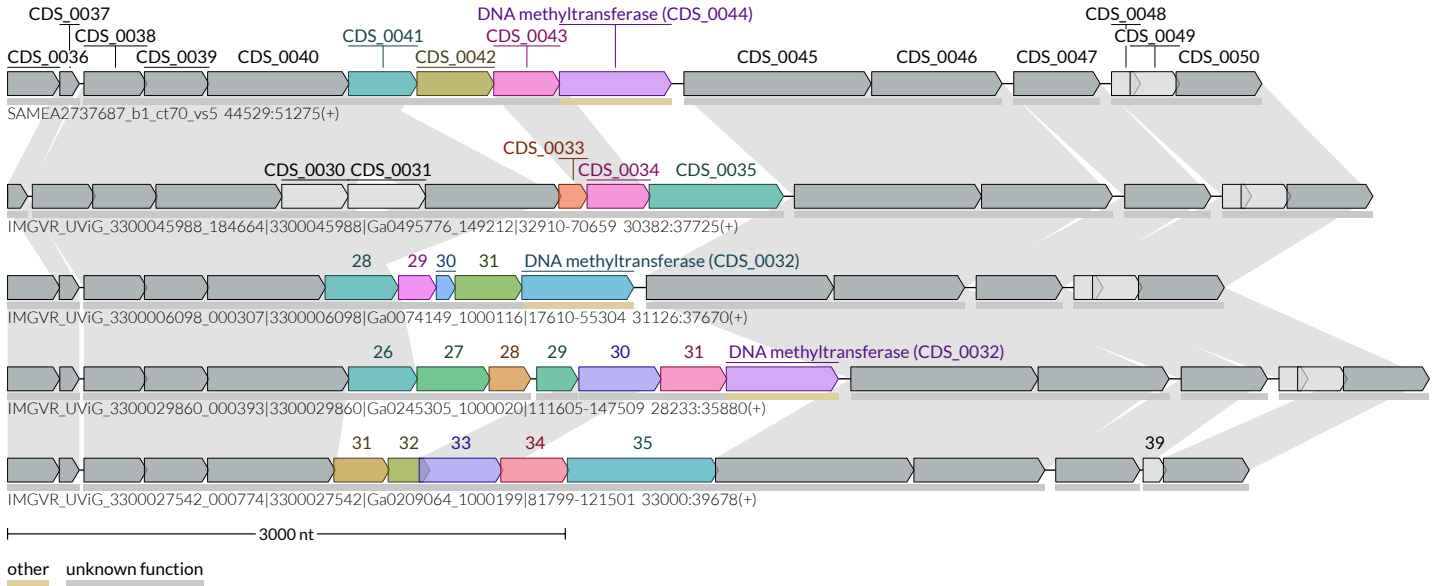 CDS_0037 DNA methyltransferase (CDS_0044) CDS_0048
CDS_0038 CDS_0041 CDS_0043 CDS_0049
CDS_0036 CDS_0039 CDS_0040 CDS_0042 CDS_0045 CDS_0046 CDS_0047 CDS_0050
SAMEA2737687_b1_ct70_vs5 44529:51275(+)
CDS_0033
CDS_0030 CDS_0031 CDS_0034 CDS_0035
IMGVR_UViG_3300045988_184664|3300045988|Ga0495776_149212|32910-70659 30382:37725(+)
28 29 30 31 DNA methyltransferase (CDS_0032)
IMGVR_UViG_3300006098_000307|3300006098|Ga0074149_1000116|17610-55304 31126:37670(+)
26 27 28 29 30 31 DNA methyltransferase (CDS_0032)
IMGVR_UViG_3300029860_000393|3300029860|Ga0245305_1000020|111605-147509 28233:35880(+)
31 32 33 34 35 39
IMGVR_UViG_3300027542_000774|3300027542|Ga0209064_1000199|81799-121501 33000:39678(+)
3000 nt
other unknown function